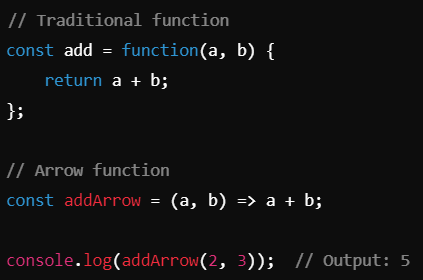 // Traditional function
const add = function(a, b) {
    return a + b;
};

// Arrow function
const addArrow = (a, b) => a + b;

console.log(addArrow(2, 3));  // Output: 5